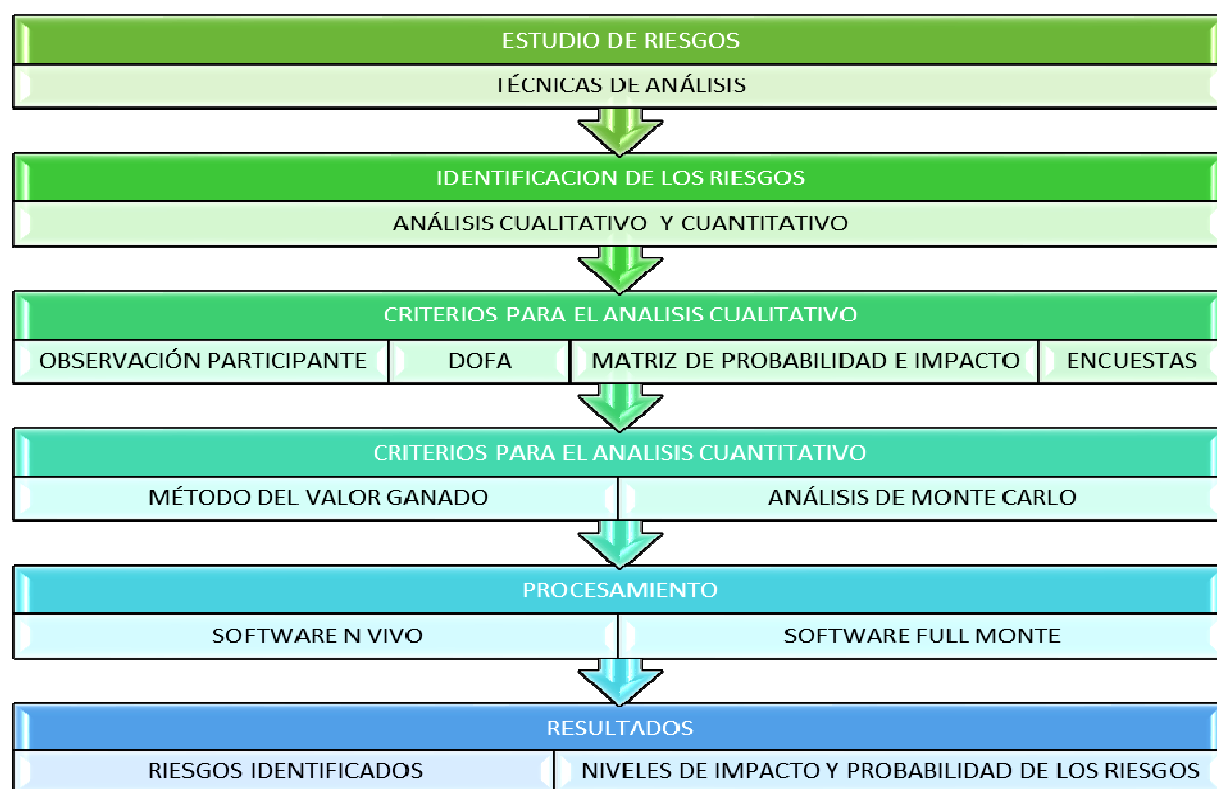 ESTUDIO DE RIESGOS
TÉCNICAS DE ANÁLISIS
IDENTIFICACION DE LOS RIESGOS
ANÁLISIS CUALITATIVO Y CUANTITATIVO
CRITERIOS PARA EL ANALISIS CUALITATIVO
OBSERVACIÓN PARTICIPANTE DOFA MATRIZ DE PROBABILIDAD E IMPACTO ENCUESTAS
CRITERIOS PARA EL ANALISIS CUANTITATIVO
MÉTODO DEL VALOR GANADO ANÁLISIS DE MONTE CARLO
PROCESAMIENTO
SOFTWARE N VIVO SOFTWARE FULL MONTE
RESULTADOS
RIESGOS IDENTIFICADOS NIVELES DE IMPACTO Y PROBABILIDAD DE LOS RIESGOS